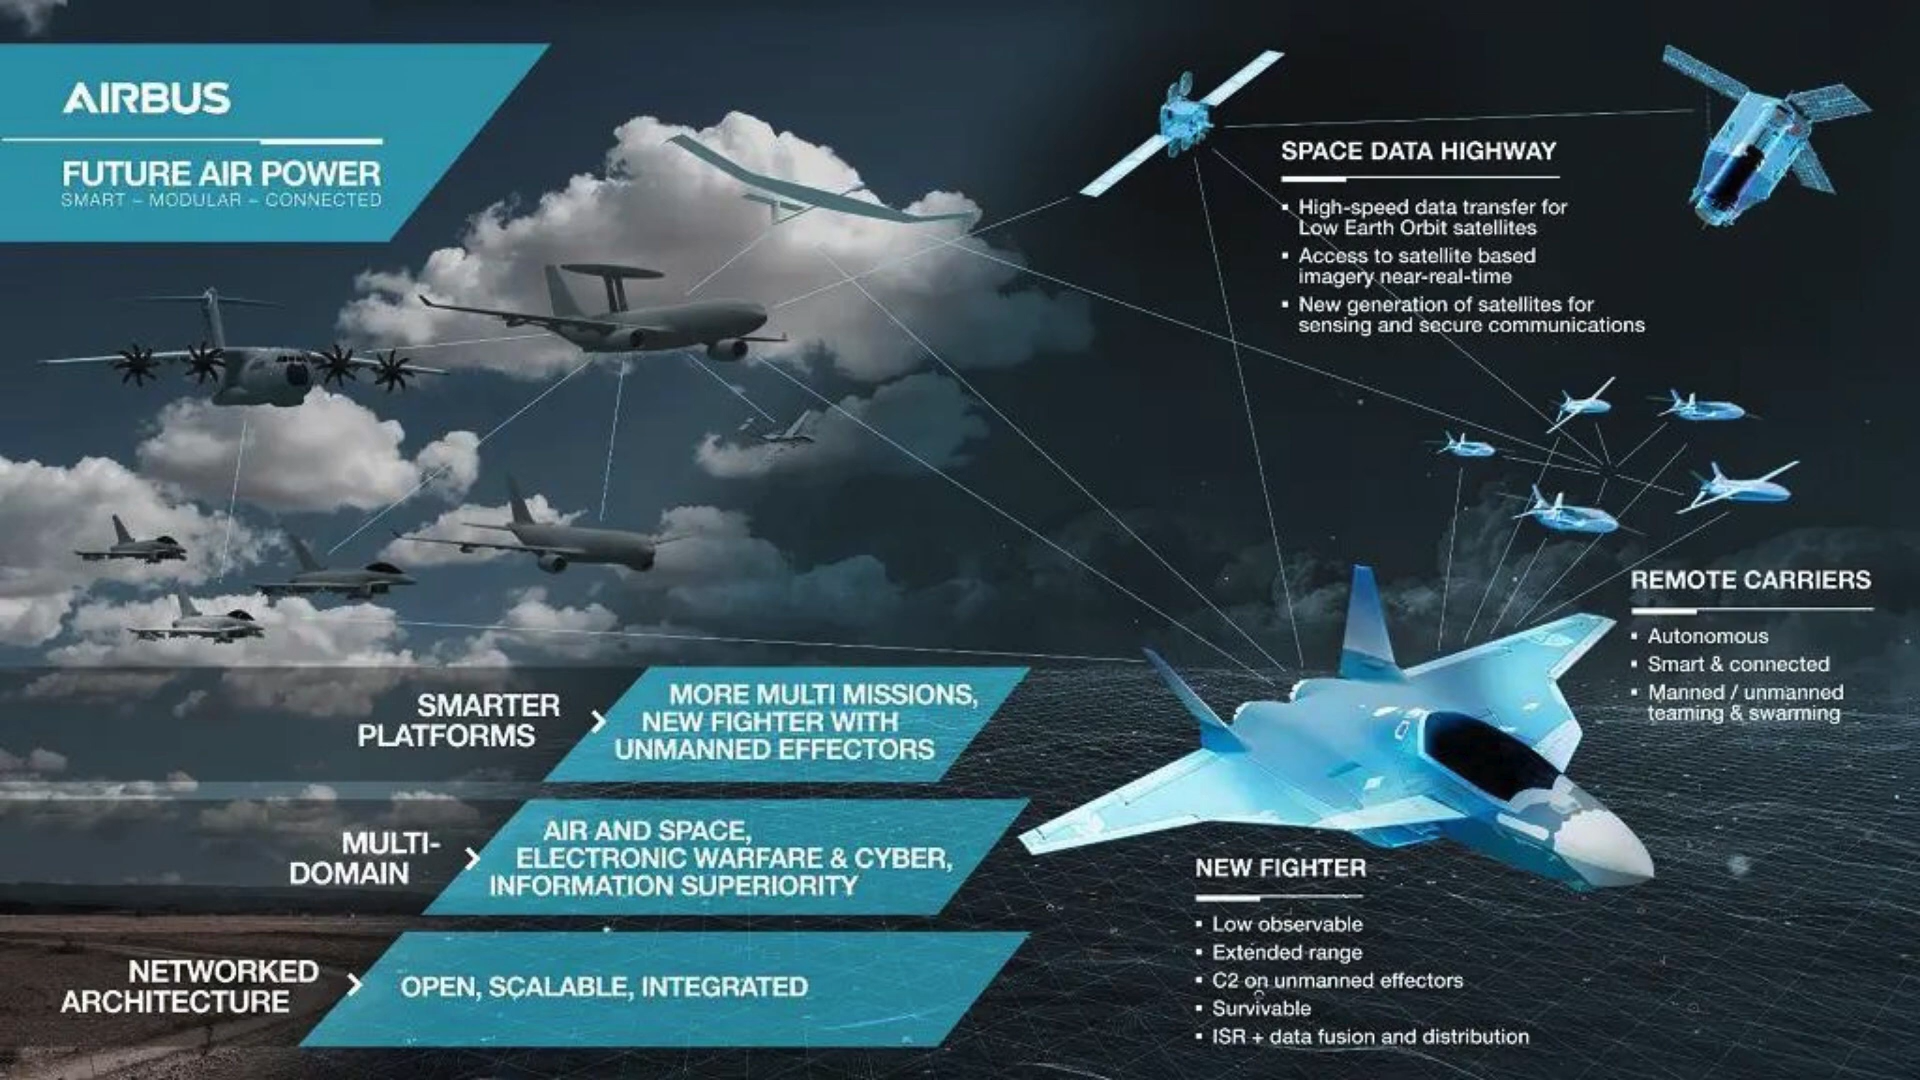 AIRBUS
FUTURE AIR POWER
SMART – MODULAR – CONNECTED
SPACE DATA HIGHWAY
▪ High-speed data transfer for
Low Earth Orbit satellites
▪ Access to satellite based
imagery near-real-time
▪ New generation of satellites for
sensing and secure communications
REMOTE CARRIERS
▪ Autonomous
▪ Smart & connected
▪ Manned / unmanned
teaming & swarming
SMARTER
PLATFORMS
MORE MULTI MISSIONS,
NEW FIGHTER WITH
UNMANNED EFFECTORS
MULTI-
DOMAIN
AIR AND SPACE,
ELECTRONIC WARFARE & CYBER,
INFORMATION SUPERIORITY
NETWORKED
ARCHITECTURE
OPEN, SCALABLE, INTEGRATED
NEW FIGHTER
▪ Low observable
▪ Extended range
▪ C2 on unmanned effectors
▪ Survivable
▪ ISR + data fusion and distribution